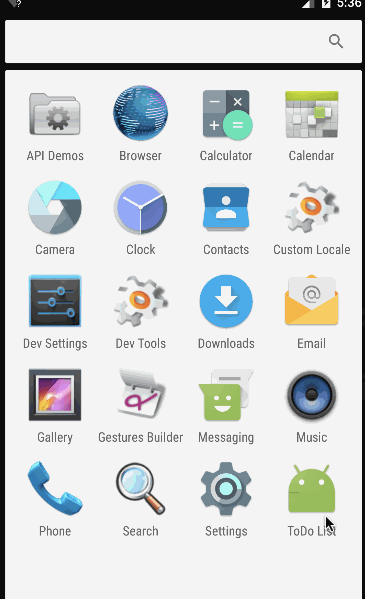 5:36
API Demos Browser Calculator Calendar
Camera Clock Contacts Custom Locale
Dev Settings Dev Tools Downloads Email
Gallery Gestures Builder Messaging Music
Phone Search Settings ToDo List